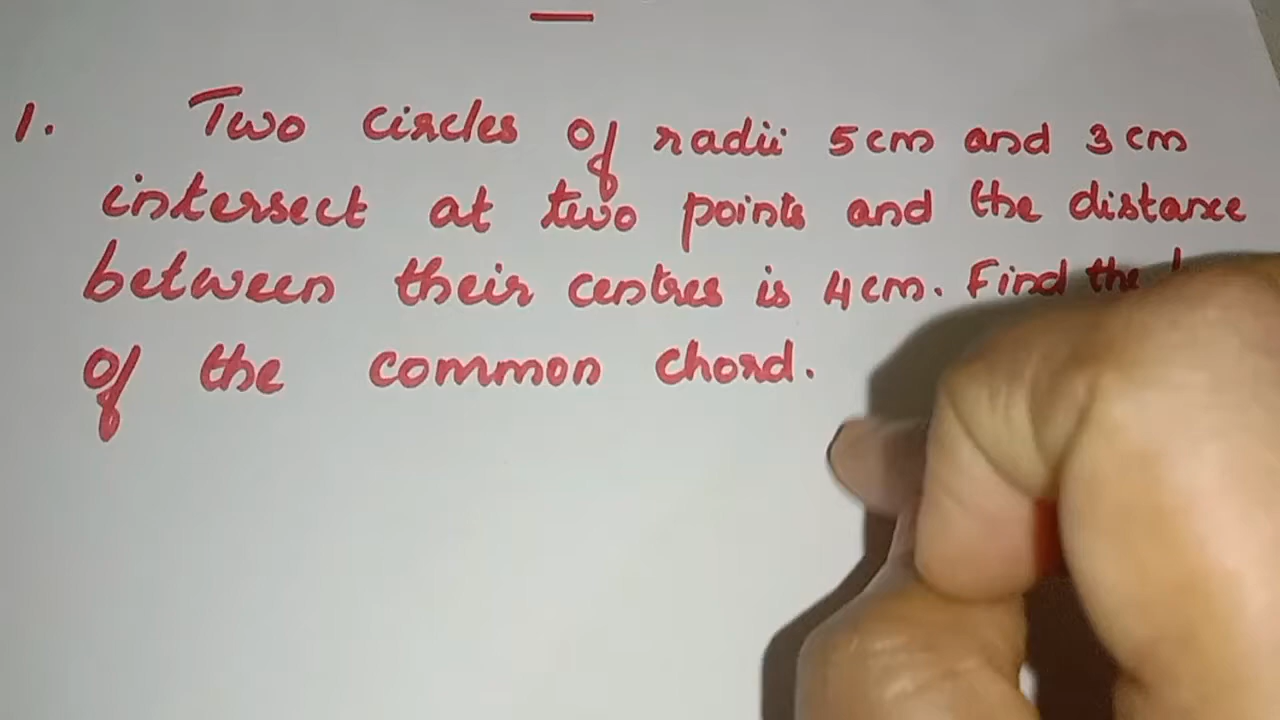 1. Two circles of radii 5cm and 3cm
intersect at two points and the distance
between their centres is 4cm. Find the
of the common chord.